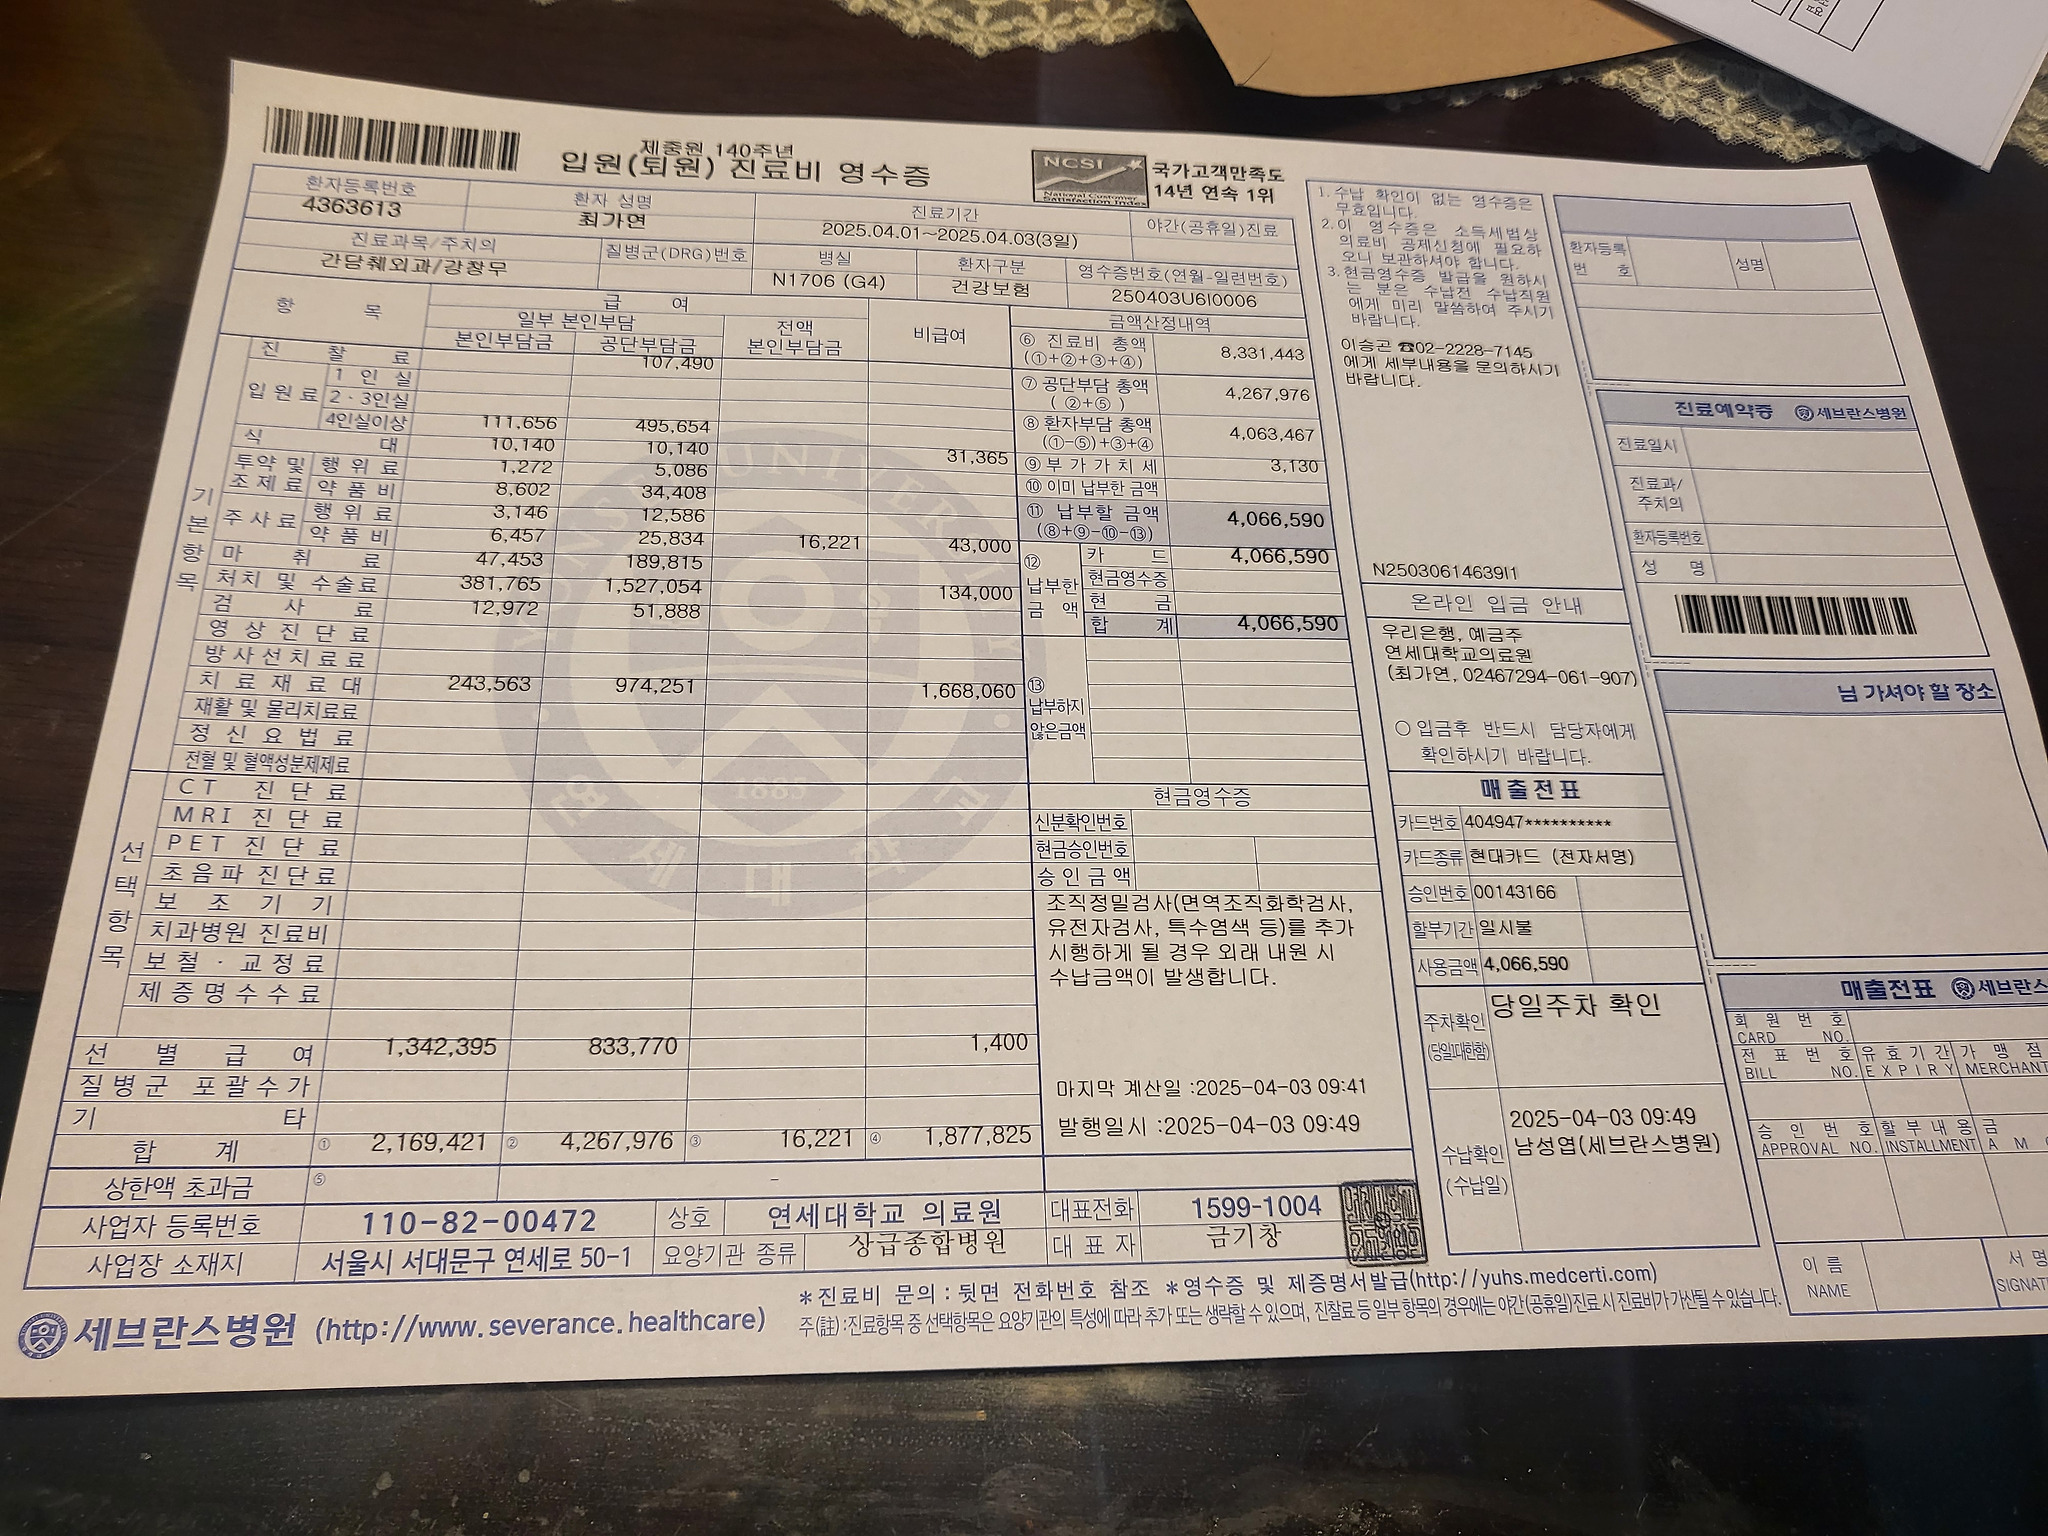 제중원 140주년
입원(퇴원) 진료비 영수증
NCSI
National Customer
Satisfaction Index
국가고객만족도
14년 연속 1위
환자등록번호 환자 성명 진료기간 야간(공휴일)진료
4363613 최가연 2025.04.01~2025.04.03(3일)
진료과목/주치의 질병군(DRG)번호 병실 환자구분 영수증번호(연월-일련번호)
간담췌외과/강창무 N1706 (G4) 건강보험 250403U6I0006
항 목 급 여 비급여 금액산정내역
일부 본인부담 전액
본인부담금 공단부담금 본인부담금
기본항목
진 찰 료 107,490
입원료 1 인 실
2·3인실
4인실이상 111,656 495,654
식 대 10,140 10,140 31,365
투약 및 조제료 행 위 료 1,272 5,086
약 품 비 8,602 34,408
주사료 행 위 료 3,146 12,586
약 품 비 6,457 25,834 16,221 43,000
마 취 료 47,453 189,815
처치 및 수술료 381,765 1,527,054 134,000
검 사 료 12,972 51,888
영상진단료
방사선치료료
치료재료대 243,563 974,251 1,668,060
재활 및 물리치료료
정신요법료
전혈 및 혈액성분제제료
선택항목
CT 진단료
MRI 진단료
PET 진단료
초음파 진단료
보 조 기 기
치과병원 진료비
보철·교정료
제증명수수료
선 별 급 여 1,342,395 833,770 1,400
질병군 포괄수가
기 타
합 계 ① 2,169,421 ② 4,267,976 ③ 16,221 ④ 1,877,825
상한액 초과금 ⑤ -
⑥ 진료비 총액 8,331,443
(①+②+③+④)
⑦ 공단부담 총액 4,267,976
(②+⑤)
⑧ 환자부담 총액 4,063,467
(①-⑤)+③+④
⑨ 부 가 가 치 세 3,130
⑩ 이미 납부한 금액
⑪ 납부할 금액 4,066,590
(⑧+⑨-⑩-⑬)
⑫ 납부한 금 액
카 드 4,066,590
현금영수증
현 금
합 계 4,066,590
⑬ 납부하지 않은금액
현금영수증
신분확인번호
현금승인번호
승 인 금 액
조직정밀검사(면역조직화학검사,
유전자검사, 특수염색 등)를 추가
시행하게 될 경우 외래 내원 시
수납금액이 발생합니다.
마지막 계산일 :2025-04-03 09:41
발행일시 :2025-04-03 09:49
사업자 등록번호 110-82-00472 상호 연세대학교 의료원 대표전화 1599-1004
사업장 소재지 서울시 서대문구 연세로 50-1 요양기관 종류 상급종합병원 대 표 자 금기창
세브란스병원 (http://www.severance.healthcare)
*진료비 문의 : 뒷면 전화번호 참조 *영수증 및 제증명서발급(http://yuhs.medcerti.com)
주(註) :진료항목 중 선택항목은 요양기관의 특성에 따라 추가 또는 생략할 수 있으며, 진찰료 등 일부 항목의 경우에는 야간(공휴일)진료 시 진료비가 가산될 수 있습니다.
1. 수납 확인이 없는 영수증은
무효입니다.
2. 이 영수증은 소득세법상
의료비 공제신청에 필요하
오니 보관하셔야 합니다.
3. 현금영수증 발급을 원하시
는 분은 수납전 수납직원
에게 미리 말씀하여 주시기
바랍니다.
이승곤 ☎02-2228-7145
에게 세부내용을 문의하시기
바랍니다.
N25030614639I1
온라인 입금 안내
우리은행, 예금주
연세대학교의료원
(최가연, 02467294-061-907)
○ 입금후 반드시 담당자에게
확인하시기 바랍니다.
매출전표
카드번호 404947**********
카드종류 현대카드 (전자서명)
승인번호 00143166
할부기간 일시불
사용금액 4,066,590
주차확인 당일주차 확인
(당일1대한함)
수납확인 2025-04-03 09:49
(수납일) 남성엽(세브란스병원)
환자등록 번 호 성명
진료예약증 세브란스병원
진료일시
진료과/
주치의
환자등록번호
성 명
님 가셔야 할 장소
매출전표 세브란스
회 원 번 호
CARD NO.
전 표 번 호 유효기간 가 맹 점
BILL NO. EXPIRY MERCHANT
승 인 번 호 할부내용 금
APPROVAL NO. INSTALLMENT A M
이 름 서 명
NAME SIGNAT
1885
연세대학교